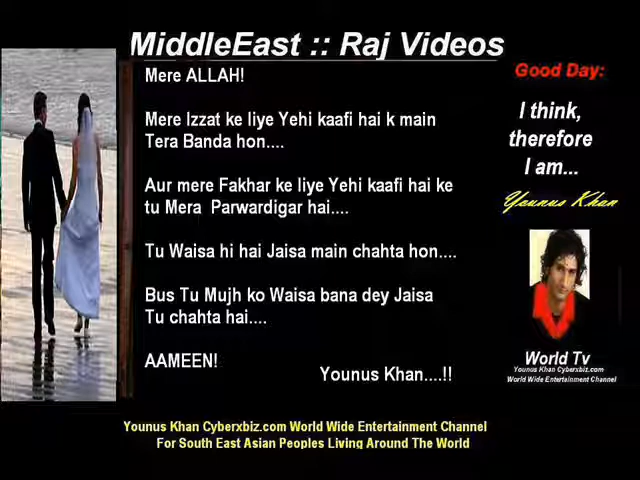 MiddleEast :: Raj Videos
Mere ALLAH!
Mere Izzat ke liye Yehi kaafi hai k main
Tera Banda hon....
Aur mere Fakhar ke liye Yehi kaafi hai ke
tu Mera Parwardigar hai....
Tu Waisa hi hai Jaisa main chahta hon....
Bus Tu Mujh ko Waisa bana dey Jaisa
Tu chahta hai....
AAMEEN!
Younus Khan....!!
Good Day:
I think,
therefore
I am...
Younus Khan
World Tv
Younus Khan Cyberxbiz.com
World Wide Entertainment Channel
Younus Khan Cyberxbiz.com World Wide Entertainment Channel
For South East Asian Peoples Living Around The World